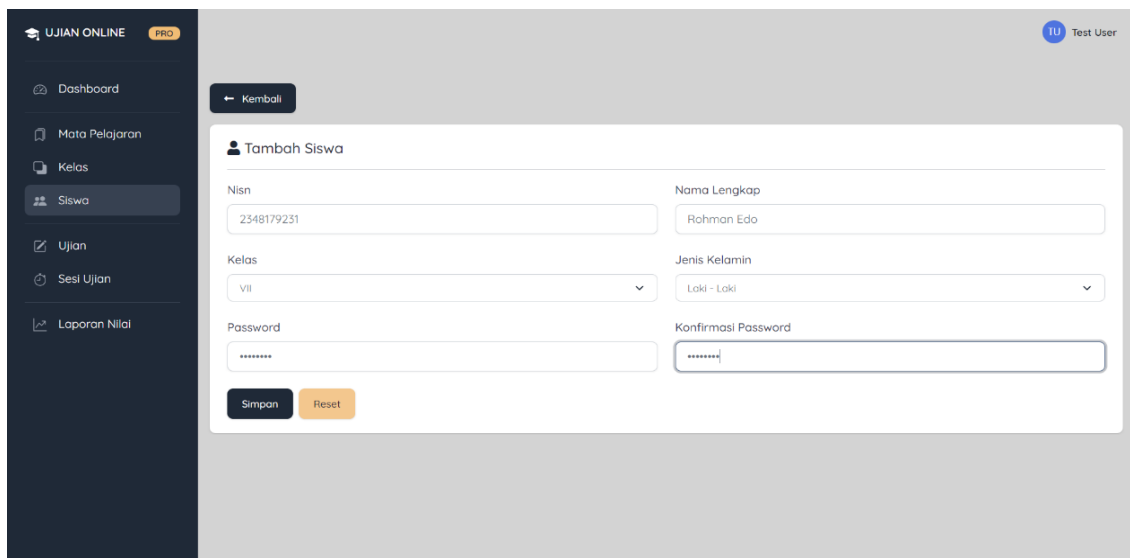 UJIAN ONLINE PRO
TU Test User
Dashboard
Mata Pelajaran
Kelas
Siswa
Ujian
Sesi Ujian
Laporan Nilai
← Kembali
Tambah Siswa
Nisn Nama Lengkap
2348179231 Rohman Edo
Kelas Jenis Kelamin
VII Laki - Laki
Password Konfirmasi Password
•••••••• ••••••••
Simpan Reset